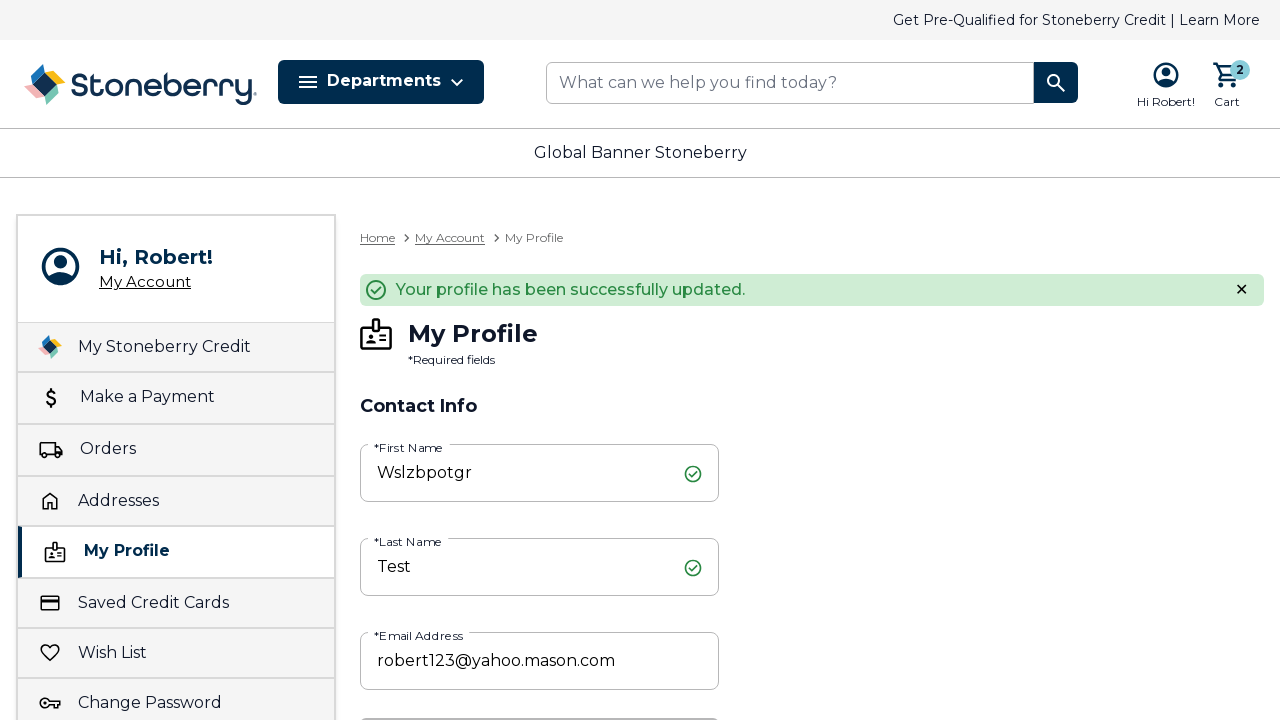 Get Pre-Qualified for Stoneberry Credit | Learn More
Stoneberry
Departments
What can we help you find today?
2
Hi Robert!
Cart
Global Banner Stoneberry
Hi, Robert!
My Account
My Stoneberry Credit
Make a Payment
Orders
Addresses
My Profile
Saved Credit Cards
Wish List
Change Password
Home > My Account > My Profile
Your profile has been successfully updated.
My Profile
*Required fields
Contact Info
*First Name
Wslzbpotgr
*Last Name
Test
*Email Address
robert123@yahoo.mason.com